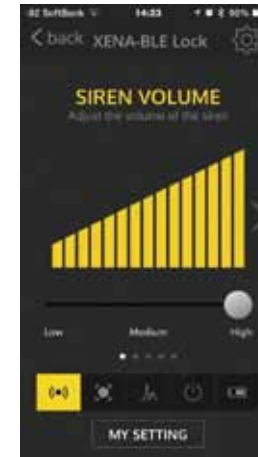 SoftBank 14:23 90%
back XENA-BLE Lock
SIREN VOLUME
Adjust the volume of the siren
Low Medium High
MY SETTING